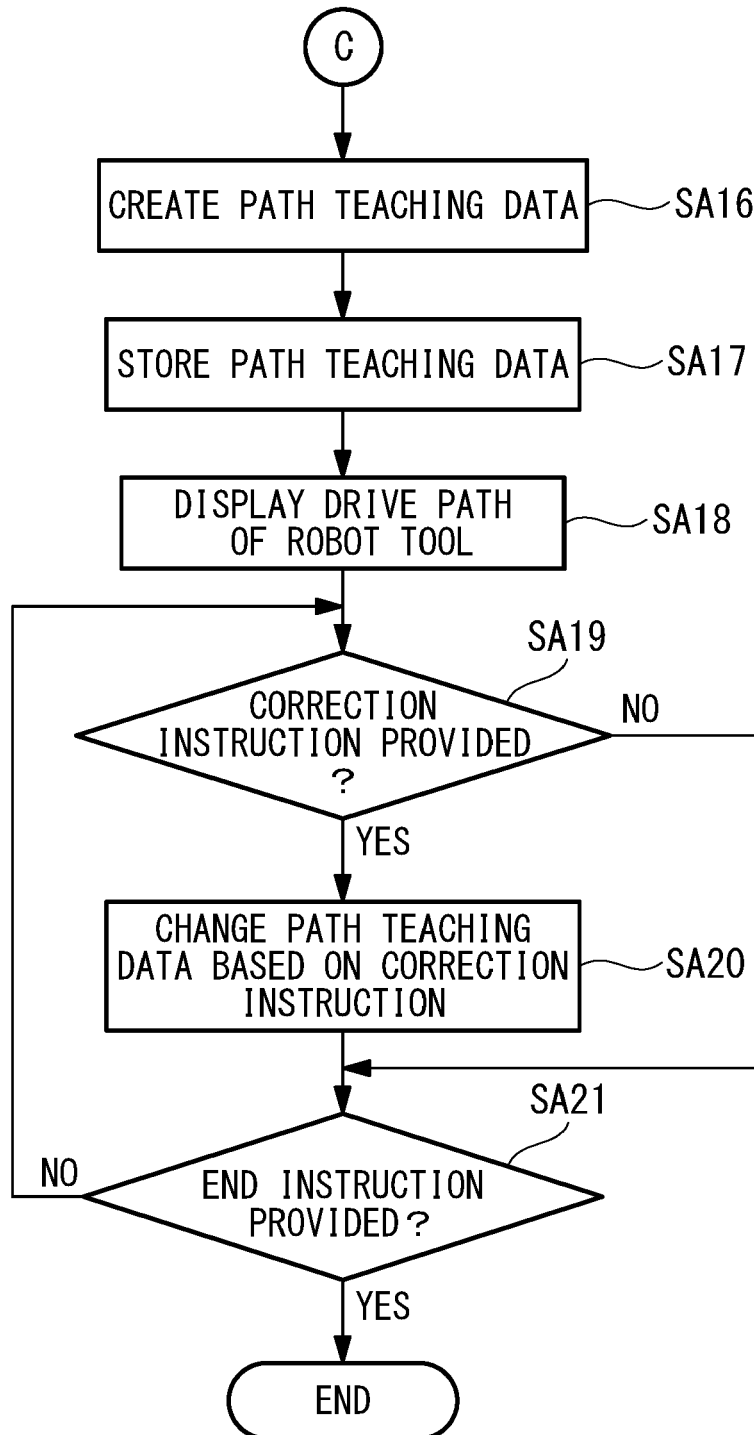 C
CREATE PATH TEACHING DATA
SA16
STORE PATH TEACHING DATA
SA17
DISPLAY DRIVE PATH
OF ROBOT TOOL
SA18
SA19
CORRECTION
INSTRUCTION PROVIDED
?
NO
YES
CHANGE PATH TEACHING
DATA BASED ON CORRECTION
INSTRUCTION
SA20
SA21
NO
END INSTRUCTION
PROVIDED?
YES
END